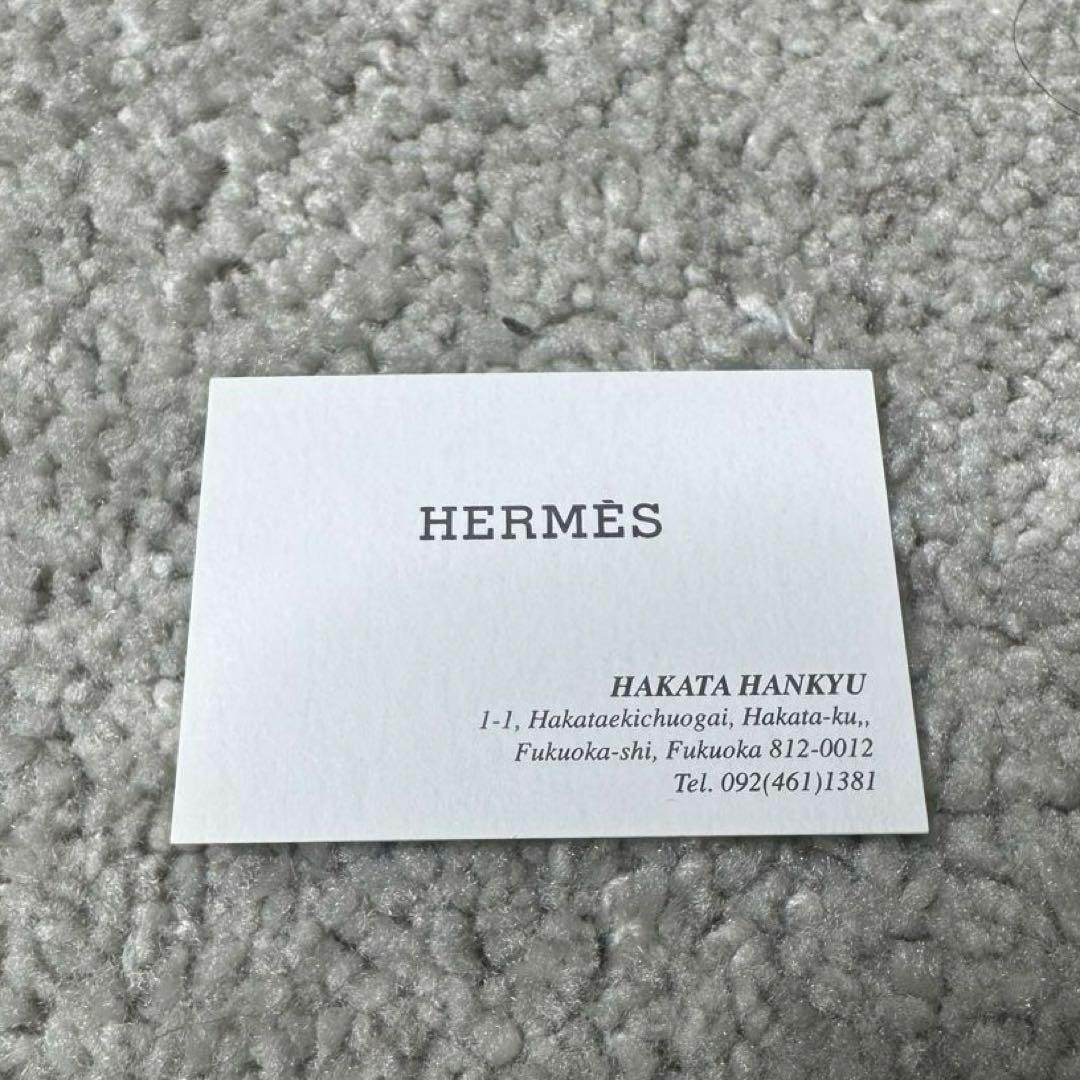 HERMÈS
HAKATA HANKYU
1-1, Hakataekichuogai, Hakata-ku,,
Fukuoka-shi, Fukuoka 812-0012
Tel. 092(461)1381